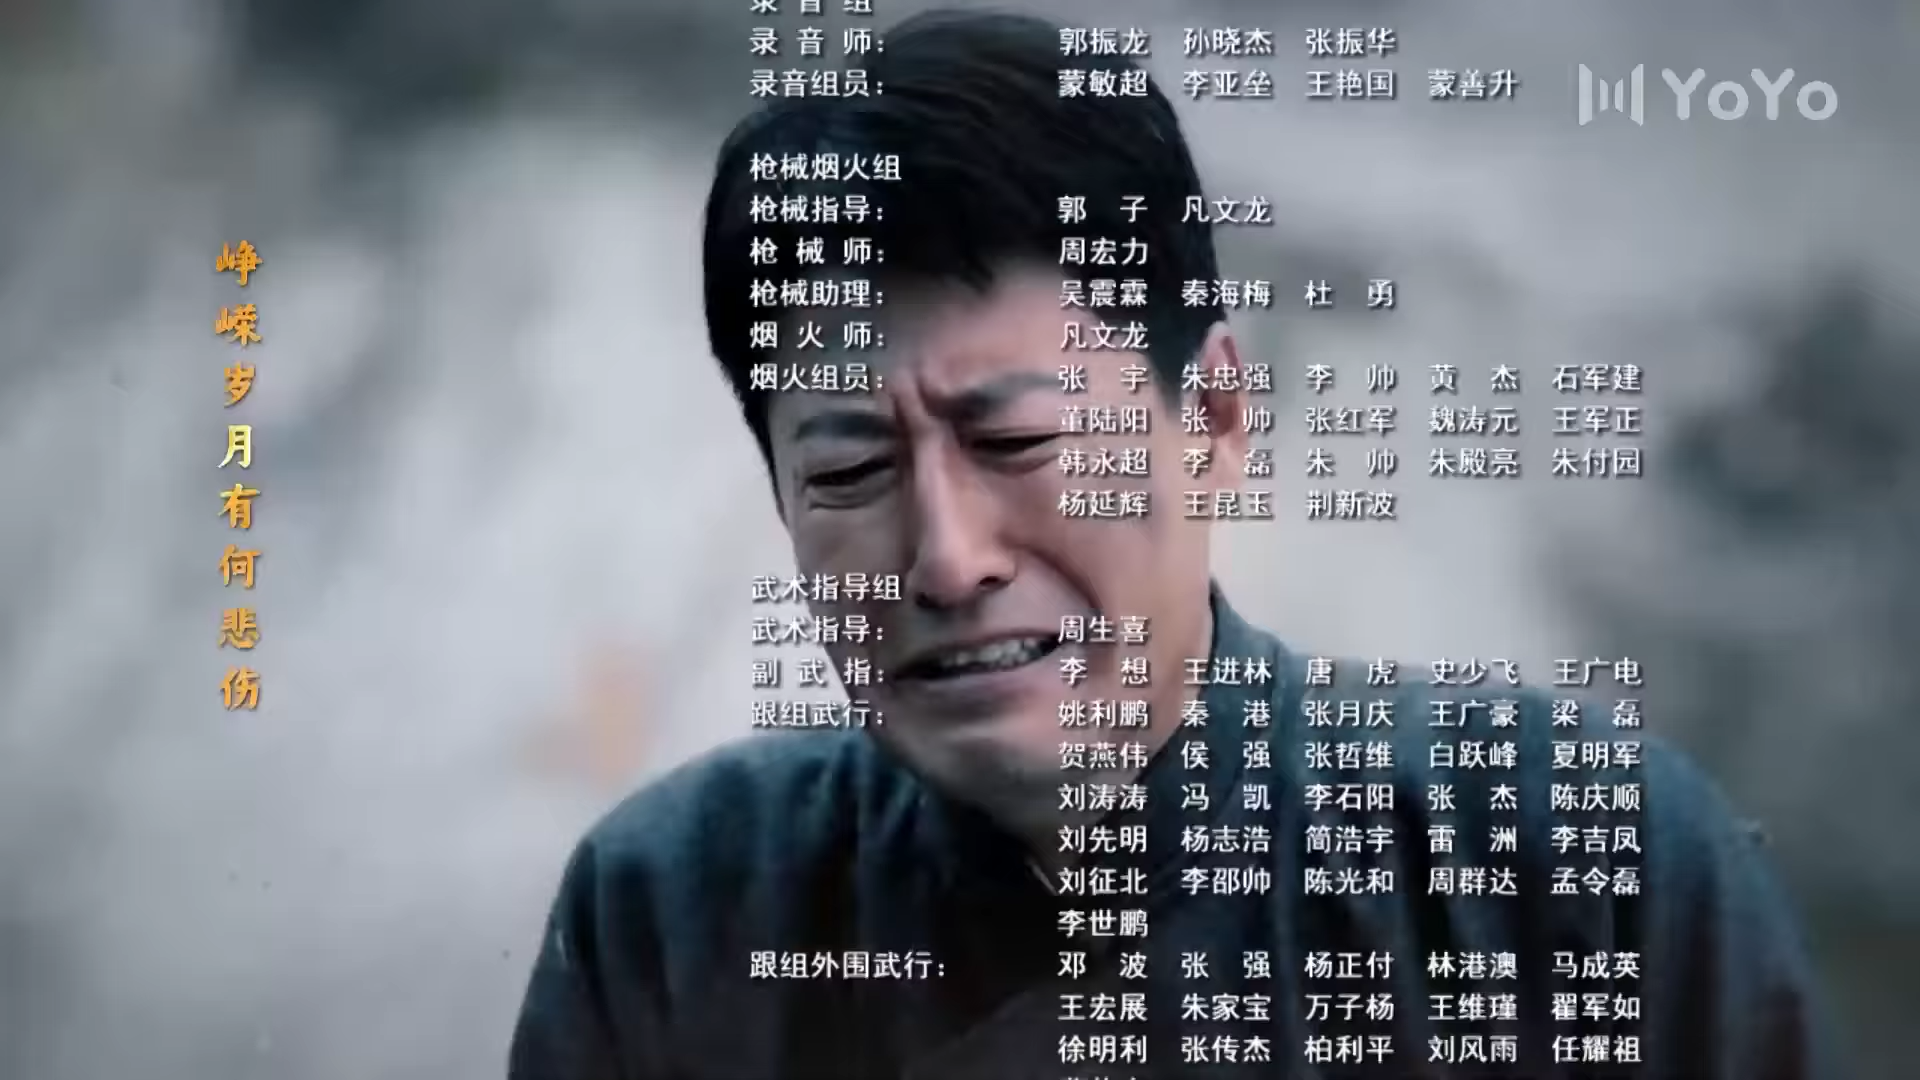 录 音 组
录 音 师： 郭振龙 孙晓杰 张振华
录音组员： 蒙敏超 李亚垒 王艳国 蒙善升
YoYo
枪械烟火组
枪械指导： 郭 子 凡文龙
枪 械 师： 周宏力
枪械助理： 吴震霖 秦海梅 杜 勇
烟 火 师： 凡文龙
烟火组员： 张 宇 朱忠强 李 帅 黄 杰 石军建
董陆阳 张 帅 张红军 魏涛元 王军正
韩永超 李 磊 朱 帅 朱殿亮 朱付园
杨延辉 王昆玉 荆新波
武术指导组
武术指导： 周生喜
副 武 指： 李 想 王进林 唐 虎 史少飞 王广电
跟组武行： 姚利鹏 秦 港 张月庆 王广豪 梁 磊
贺燕伟 侯 强 张哲维 白跃峰 夏明军
刘涛涛 冯 凯 李石阳 张 杰 陈庆顺
刘先明 杨志浩 简浩宇 雷 洲 李吉凤
刘征北 李邵帅 陈光和 周群达 孟令磊
李世鹏
跟组外围武行： 邓 波 张 强 杨正付 林港澳 马成英
王宏展 朱家宝 万子杨 王维瑾 翟军如
徐明利 张传杰 柏利平 刘风雨 任耀祖
峥嵘岁月有何悲伤